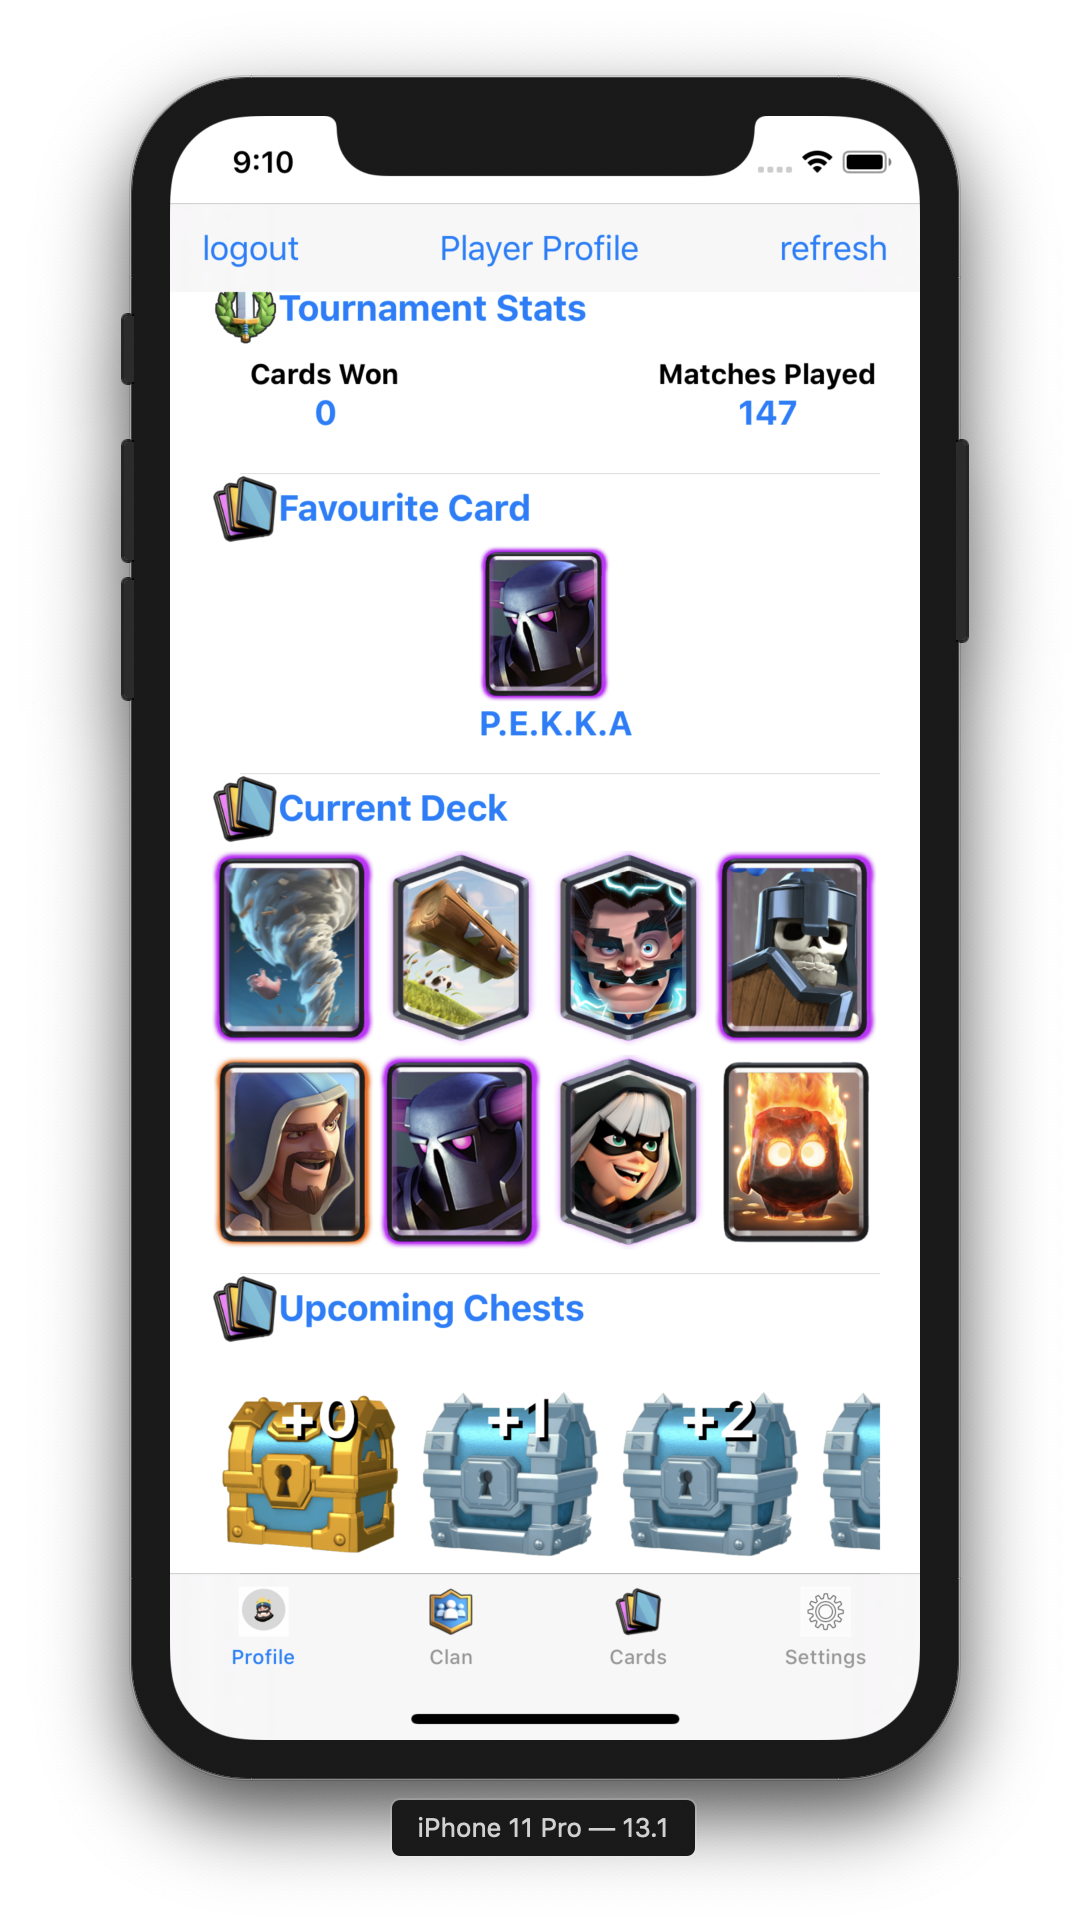 9:10
logout Player Profile refresh
Tournament Stats
Cards Won Matches Played
0 147
Favourite Card
P.E.K.K.A
Current Deck
Upcoming Chests
+0 +1 +2
Profile Clan Cards Settings
iPhone 11 Pro — 13.1